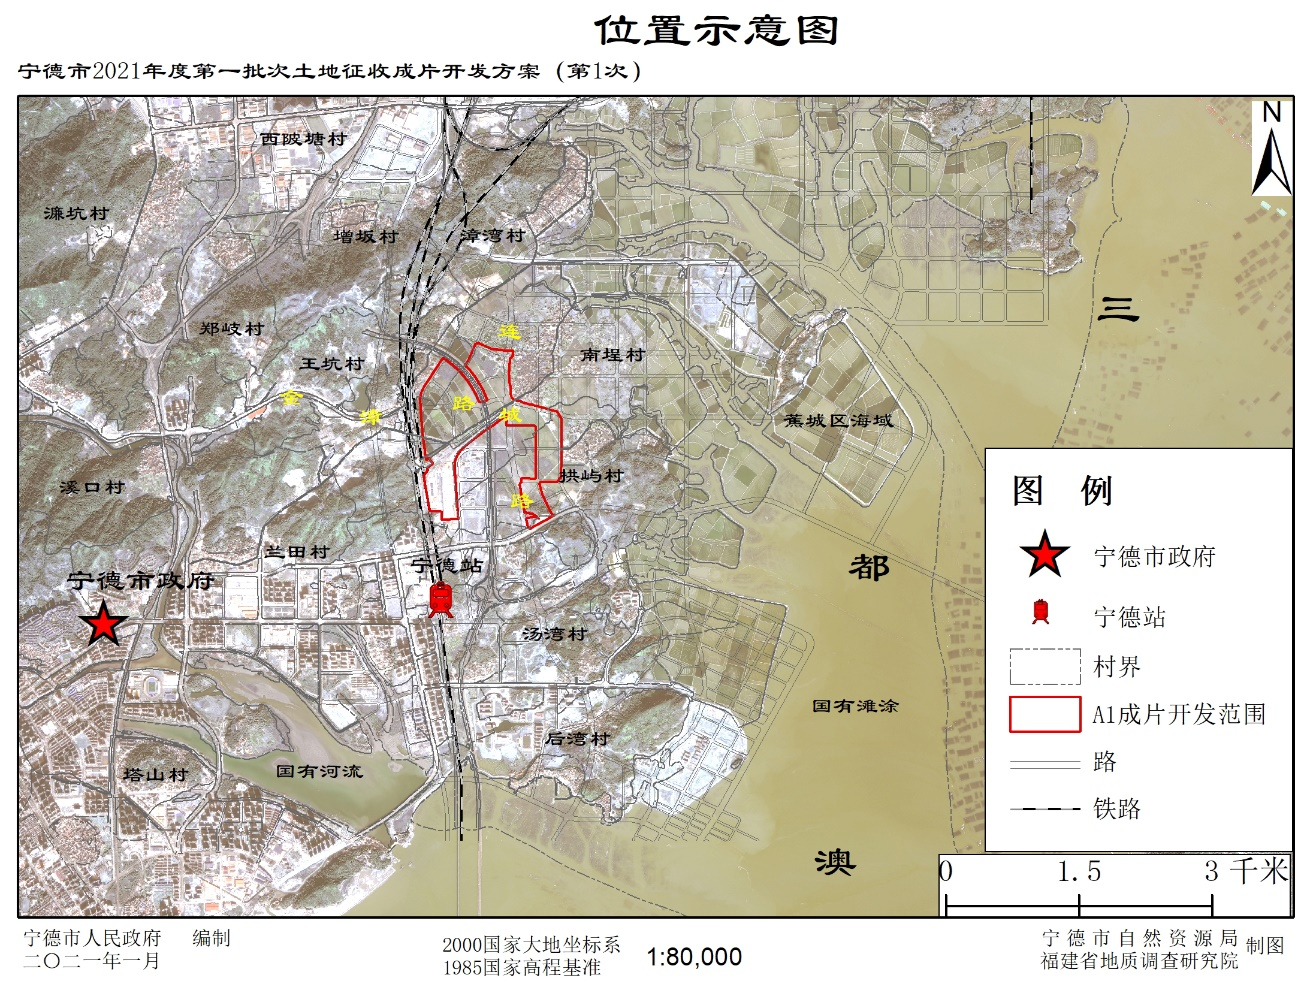 位置示意图
宁德市2021年度第一批次土地征收成片开发方案（第1次）
N
西陂塘村
濂坑村
增坂村
漳湾村
三
郑岐村
连
王坑村
南埕村
金
路
城
漳
蕉城区海域
溪口村
拱屿村
路
兰田村
宁德站
宁德市政府
都
汤湾村
国有滩涂
后湾村
塔山村
国有河流
澳
图 例
宁德市政府
宁德站
村界
A1成片开发范围
路
铁路
0 1.5 3 千米
宁德市人民政府 编制
二〇二一年一月
2000国家大地坐标系
1985国家高程基准
1:80,000
宁德市自然资源局
福建省地质调查研究院
制图